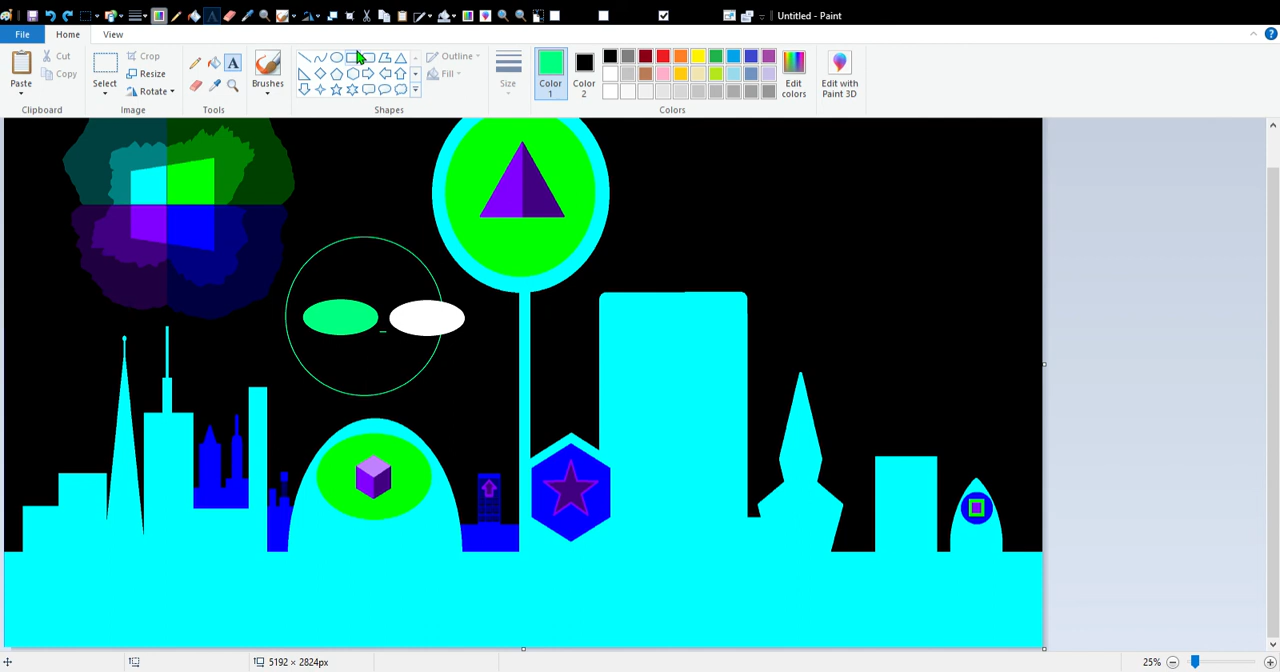 Untitled - Paint
File Home View
Paste
Cut
Copy
Clipboard
Select
Crop
Resize
Rotate
Image
A
Tools
Brushes
Outline
Fill
Shapes
Size
Color 1
Color 2
Edit colors
Colors
Edit with Paint 3D
5192 × 2824px
25%